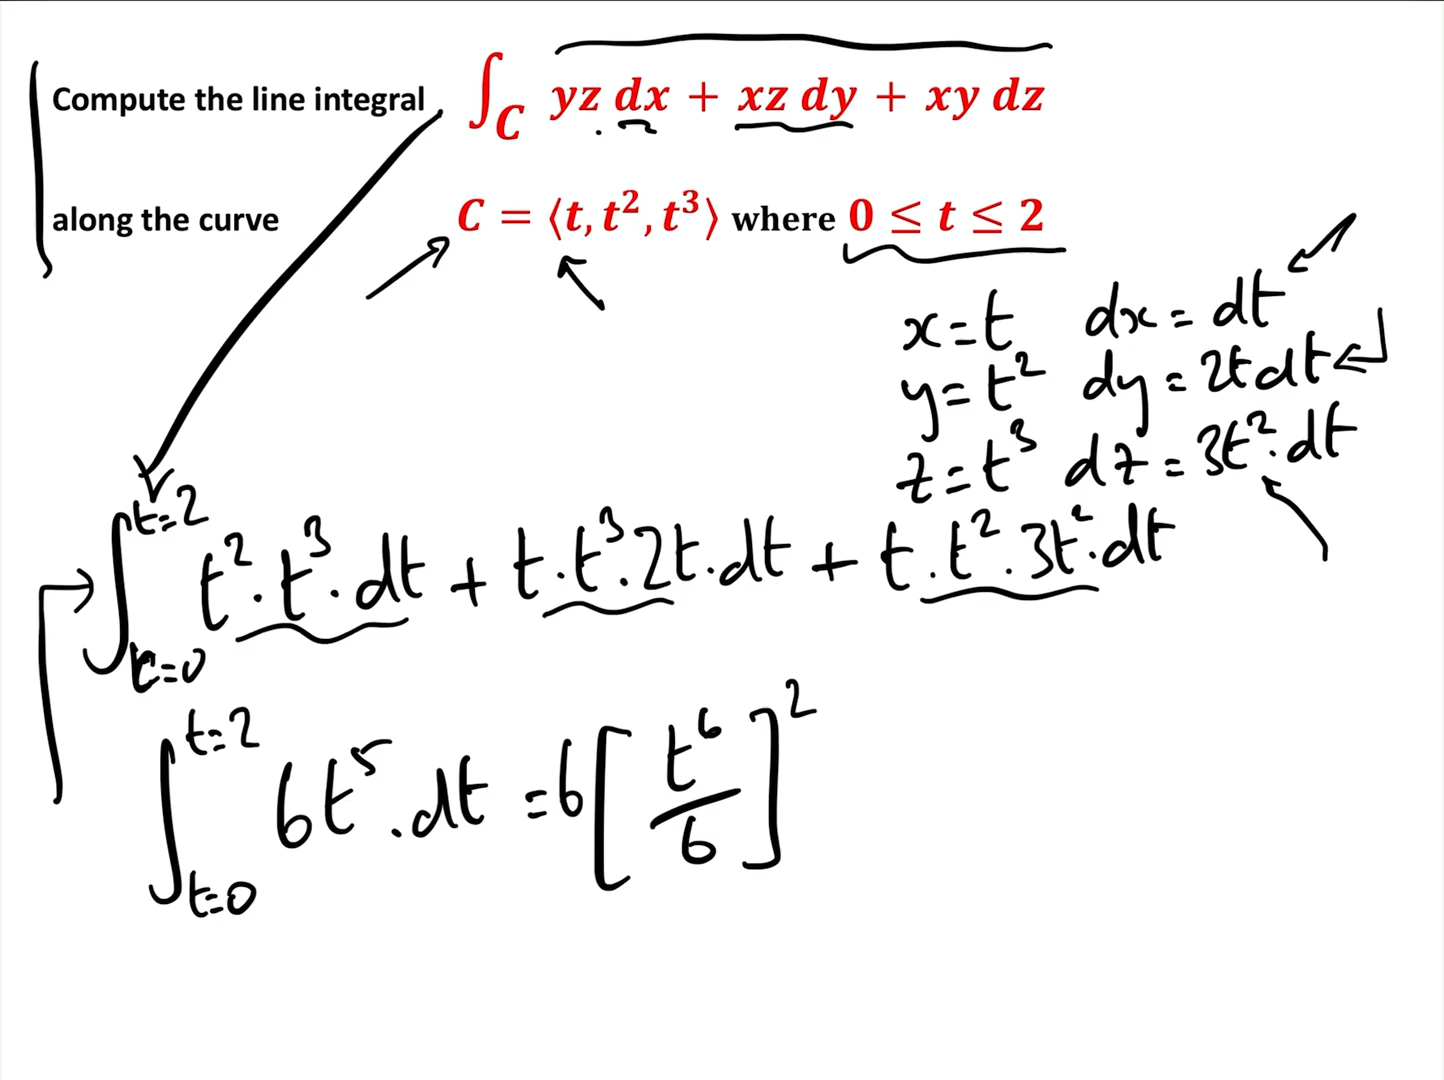 Compute the line integral ∫_C yz dx + xz dy + xy dz
along the curve C = ⟨t, t², t³⟩ where 0 ≤ t ≤ 2
x=t dx = dt
y=t² dy = 2t dt
z=t³ dz = 3t².dt
∫_{t=0}^{t=2} t².t³.dt + t.t³.2t.dt + t.t².3t².dt
∫_{t=0}^{t=2} 6t⁵.dt = 6[t⁶/6]²